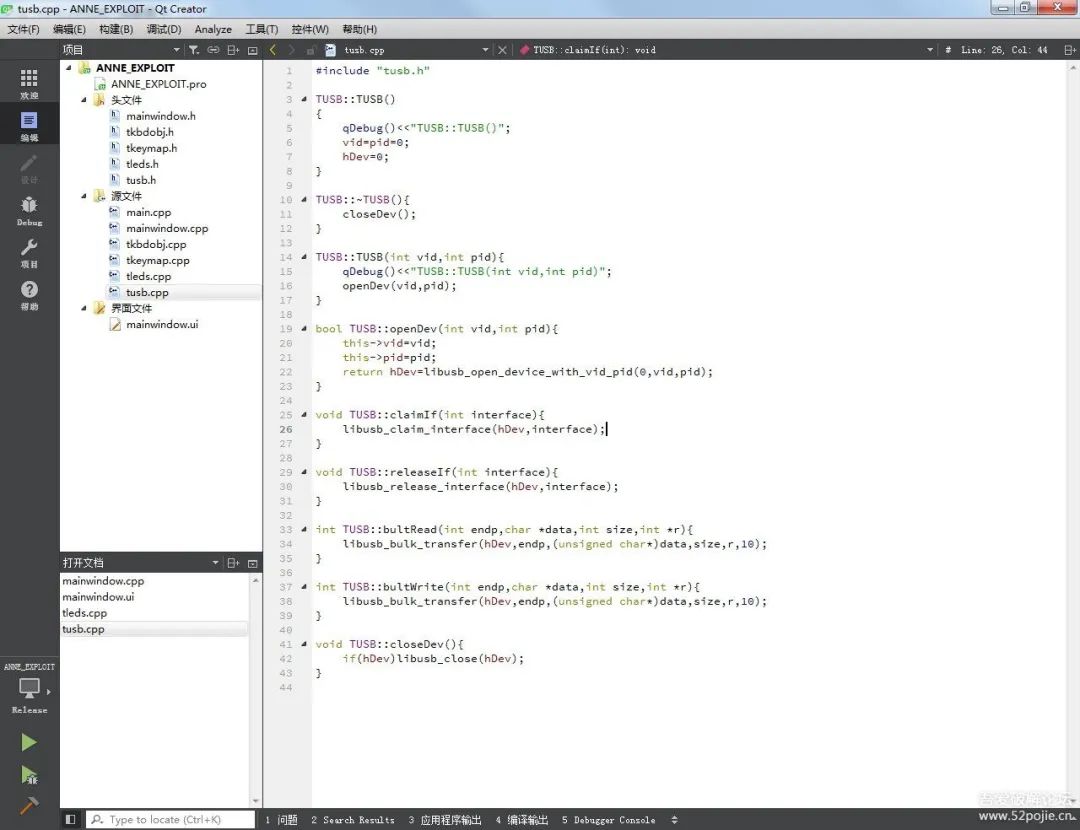 tusb.cpp - ANNE_EXPLOIT - Qt Creator
文件(F) 编辑(E) 构建(B) 调试(D) Analyze 工具(T) 控件(W) 帮助(H)
项目
tusb.cpp
TUSB::claimIf(int): void
# Line: 26, Col: 44
欢迎
编辑
设计
Debug
项目
帮助
ANNE_EXPLOIT
ANNE_EXPLOIT.pro
头文件
mainwindow.h
tkbdobj.h
tkeymap.h
tleds.h
tusb.h
源文件
main.cpp
mainwindow.cpp
tkbdobj.cpp
tkeymap.cpp
tleds.cpp
tusb.cpp
界面文件
mainwindow.ui
打开文档
mainwindow.cpp
mainwindow.ui
tleds.cpp
tusb.cpp
ANNE_EXPLOIT
Release
1 #include "tusb.h"
2
3 TUSB::TUSB()
4 {
5 qDebug()<<"TUSB::TUSB()";
6 vid=pid=0;
7 hDev=0;
8 }
9
10 TUSB::~TUSB(){
11 closeDev();
12 }
13
14 TUSB::TUSB(int vid,int pid){
15 qDebug()<<"TUSB::TUSB(int vid,int pid)";
16 openDev(vid,pid);
17 }
18
19 bool TUSB::openDev(int vid,int pid){
20 this->vid=vid;
21 this->pid=pid;
22 return hDev=libusb_open_device_with_vid_pid(0,vid,pid);
23 }
24
25 void TUSB::claimIf(int interface){
26 libusb_claim_interface(hDev,interface);
27 }
28
29 void TUSB::releaseIf(int interface){
30 libusb_release_interface(hDev,interface);
31 }
32
33 int TUSB::bultRead(int endp,char *data,int size,int *r){
34 libusb_bulk_transfer(hDev,endp,(unsigned char*)data,size,r,10);
35 }
36
37 int TUSB::bultWrite(int endp,char *data,int size,int *r){
38 libusb_bulk_transfer(hDev,endp,(unsigned char*)data,size,r,10);
39 }
40
41 void TUSB::closeDev(){
42 if(hDev)libusb_close(hDev);
43 }
44
吾爱破解论坛
www.52pojie.cn
Type to locate (Ctrl+K) 1 问题 2 Search Results 3 应用程序输出 4 编译输出 5 Debugger Console